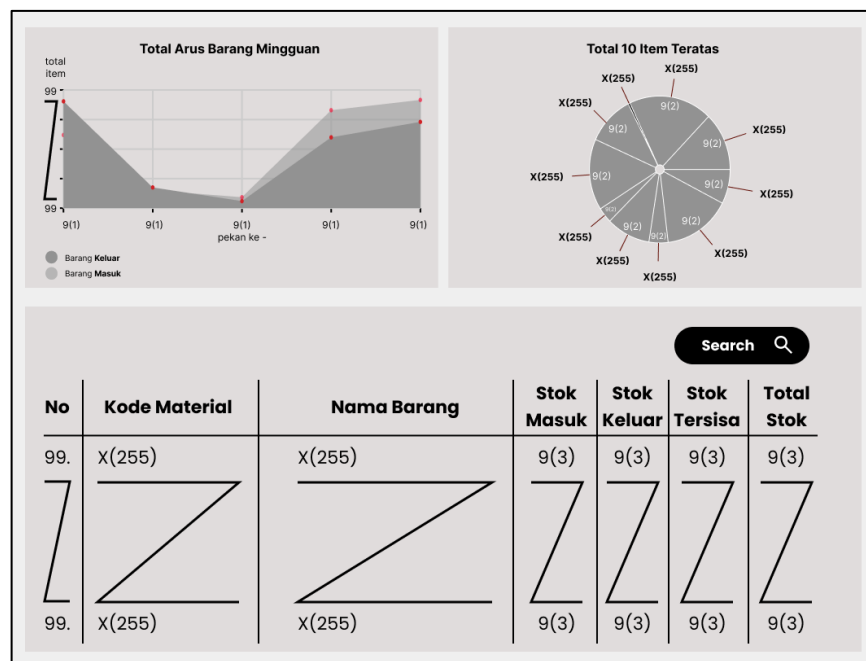 Total Arus Barang Mingguan
total
item
99
99
9(1) 9(1) 9(1) 9(1) 9(1)
pekan ke -
Barang Keluar
Barang Masuk
Total 10 Item Teratas
X(255)
X(255)
X(255)
X(255)
X(255)
X(255)
X(255)
X(255)
X(255)
X(255)
9(2)
9(2)
9(2)
9(2)
9(2)
9(2)
9(2)
9(2)
9(2)
Search
No Kode Material Nama Barang Stok Masuk Stok Keluar Stok Tersisa Total Stok
99. X(255) X(255) 9(3) 9(3) 9(3) 9(3)
99. X(255) X(255) 9(3) 9(3) 9(3) 9(3)